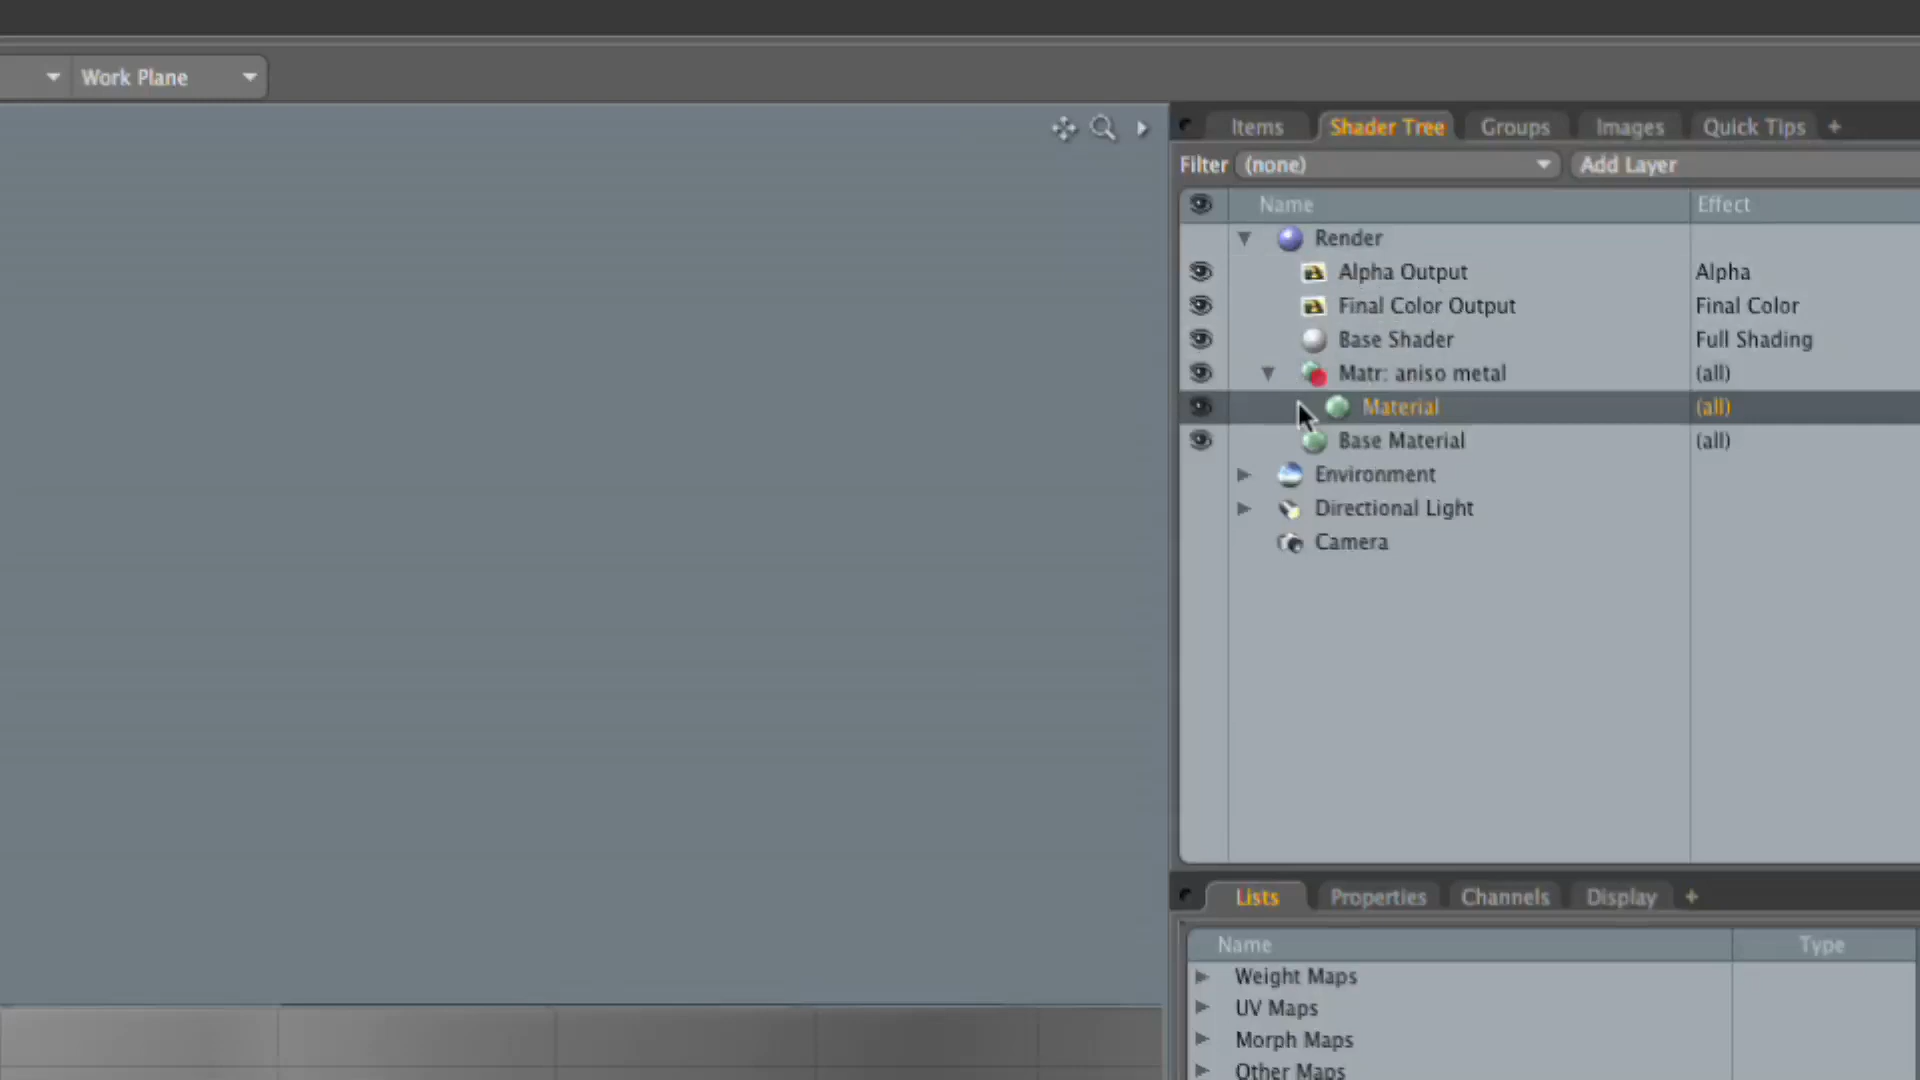 Work Plane
Items Shader Tree Groups Images Quick Tips +
Filter (none) Add Layer
Name Effect
Render
Alpha Output Alpha
Final Color Output Final Color
Base Shader Full Shading
Matr: aniso metal (all)
Material (all)
Base Material (all)
Environment
Directional Light
Camera
Lists Properties Channels Display +
Name Type
Weight Maps
UV Maps
Morph Maps
Other Maps